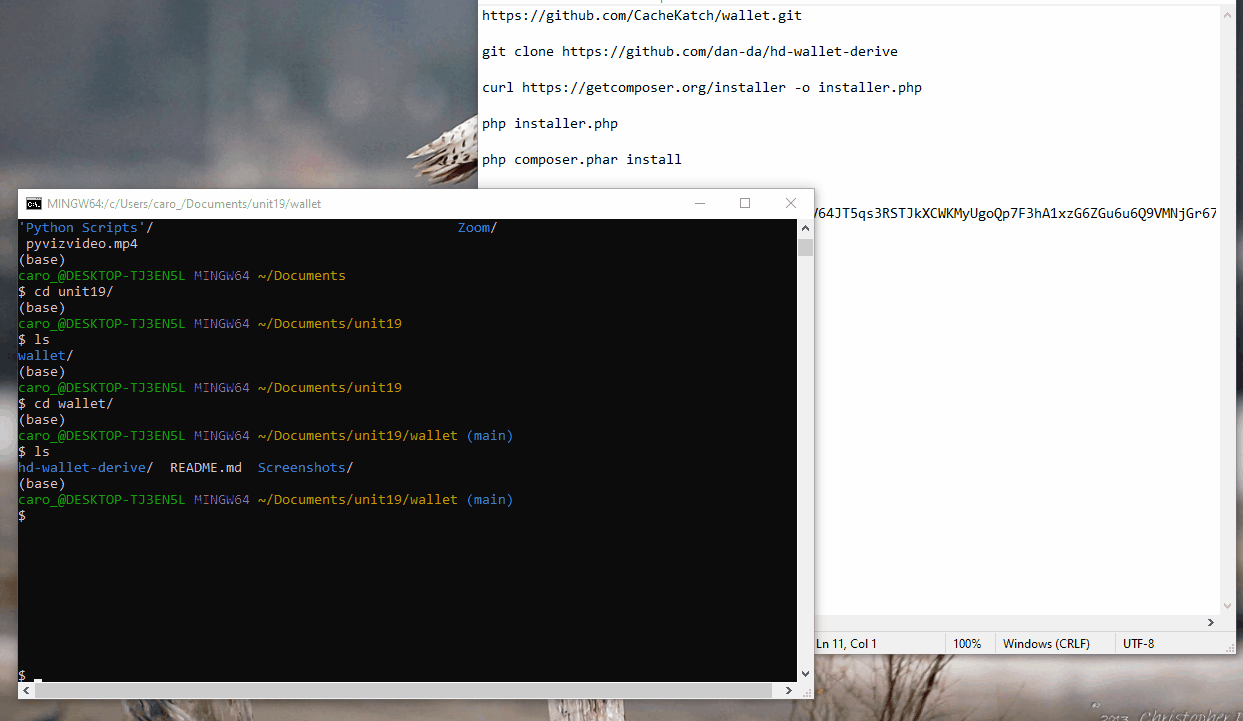 https://github.com/CacheKatch/wallet.git
git clone https://github.com/dan-da/hd-wallet-derive
curl https://getcomposer.org/installer -o installer.php
php installer.php
php composer.phar install
V64JT5qs3RSTJkXCWKMyUgoQp7F3hA1xzG6ZGu6u6Q9VMNjGr67
MINGW64:/c/Users/caro_/Documents/unit19/wallet
'Python Scripts'/ Zoom/
pyvizvideo.mp4
(base)
caro_@DESKTOP-TJ3EN5L MINGW64 ~/Documents
$ cd unit19/
(base)
caro_@DESKTOP-TJ3EN5L MINGW64 ~/Documents/unit19
$ ls
wallet/
(base)
caro_@DESKTOP-TJ3EN5L MINGW64 ~/Documents/unit19
$ cd wallet/
(base)
caro_@DESKTOP-TJ3EN5L MINGW64 ~/Documents/unit19/wallet (main)
$ ls
hd-wallet-derive/ README.md Screenshots/
(base)
caro_@DESKTOP-TJ3EN5L MINGW64 ~/Documents/unit19/wallet (main)
$
$
Ln 11, Col 1 100% Windows (CRLF) UTF-8
2013 Christopher